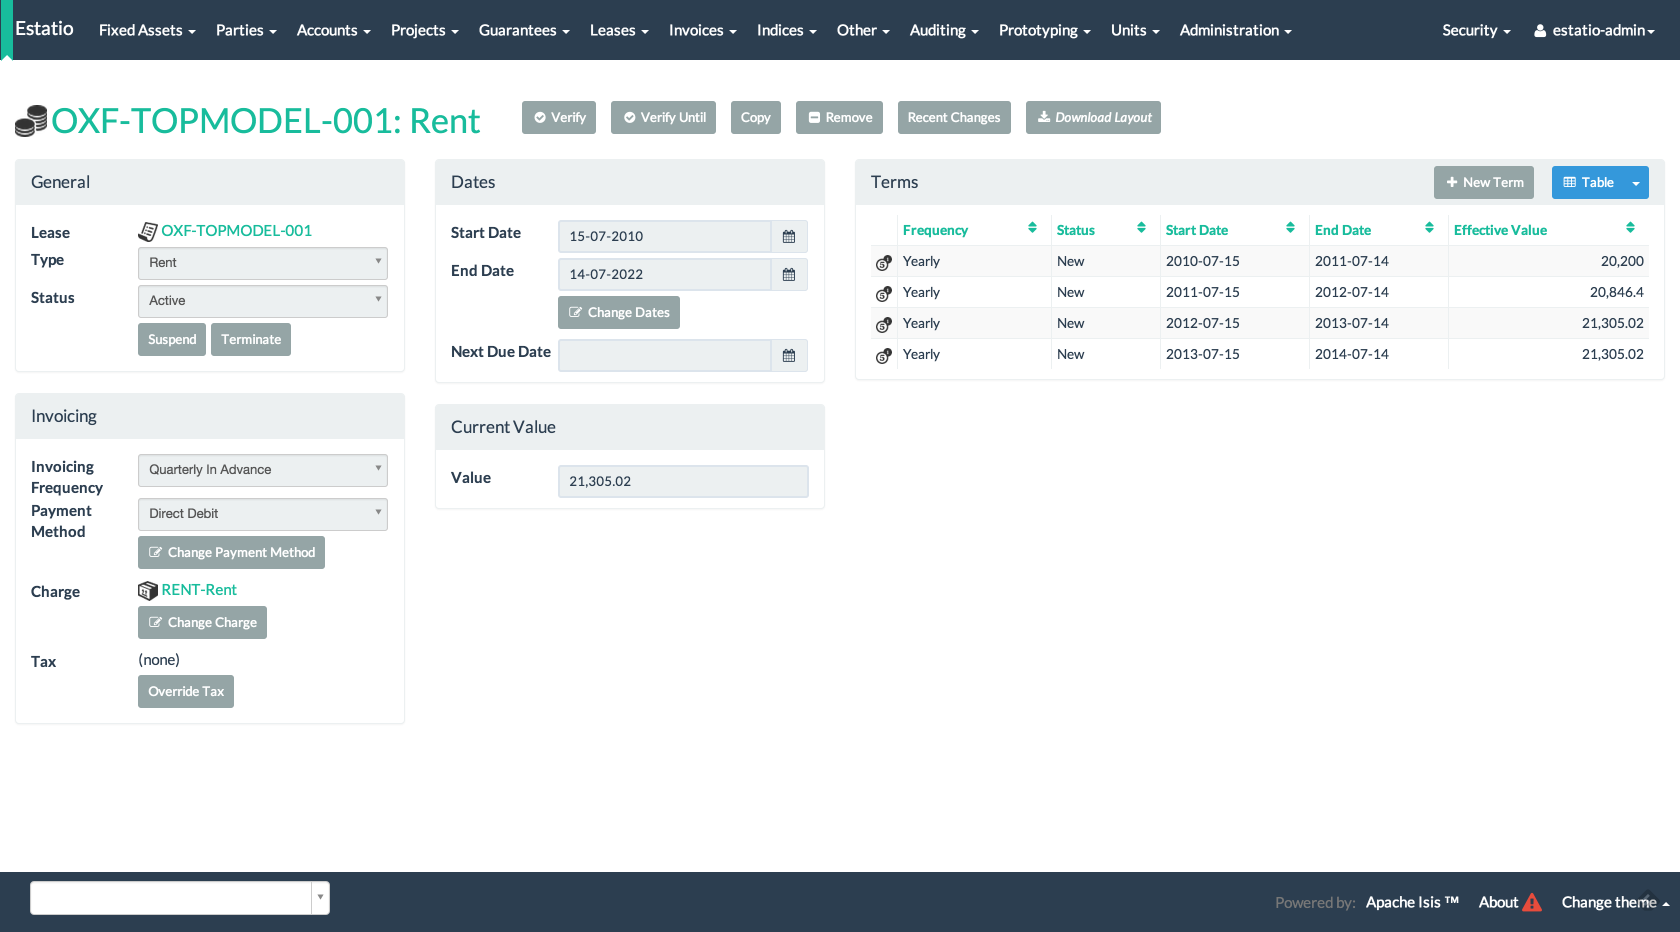 Estatio Fixed Assets Parties Accounts Projects Guarantees Leases Invoices Indices Other Auditing Prototyping Units Administration Security estatio-admin
OXF-TOPMODEL-001: Rent Verify Verify Until Copy Remove Recent Changes Download Layout
General
Lease OXF-TOPMODEL-001
Type Rent
Status Active
Suspend Terminate
Invoicing
Invoicing Frequency Quarterly In Advance
Payment Method Direct Debit
Change Payment Method
Charge RENT-Rent
Change Charge
Tax (none)
Override Tax
Dates
Start Date 15-07-2010
End Date 14-07-2022
Change Dates
Next Due Date
Current Value
Value 21,305.02
Terms New Term Table
Frequency Status Start Date End Date Effective Value
Yearly New 2010-07-15 2011-07-14 20,200
Yearly New 2011-07-15 2012-07-14 20,846.4
Yearly New 2012-07-15 2013-07-14 21,305.02
Yearly New 2013-07-15 2014-07-14 21,305.02
Powered by: Apache Isis ™ About Change theme